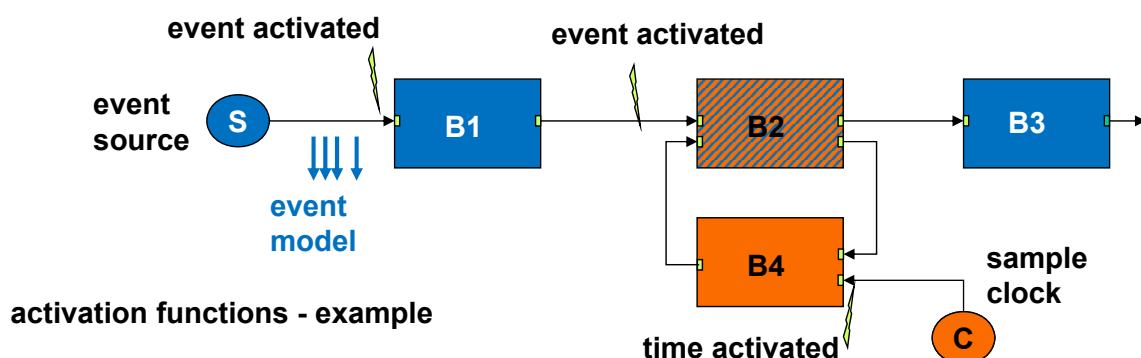 event activated
event activated
event
source
S
B1
B2
B3
event
model
B4
sample
clock
activation functions - example
time activated
C